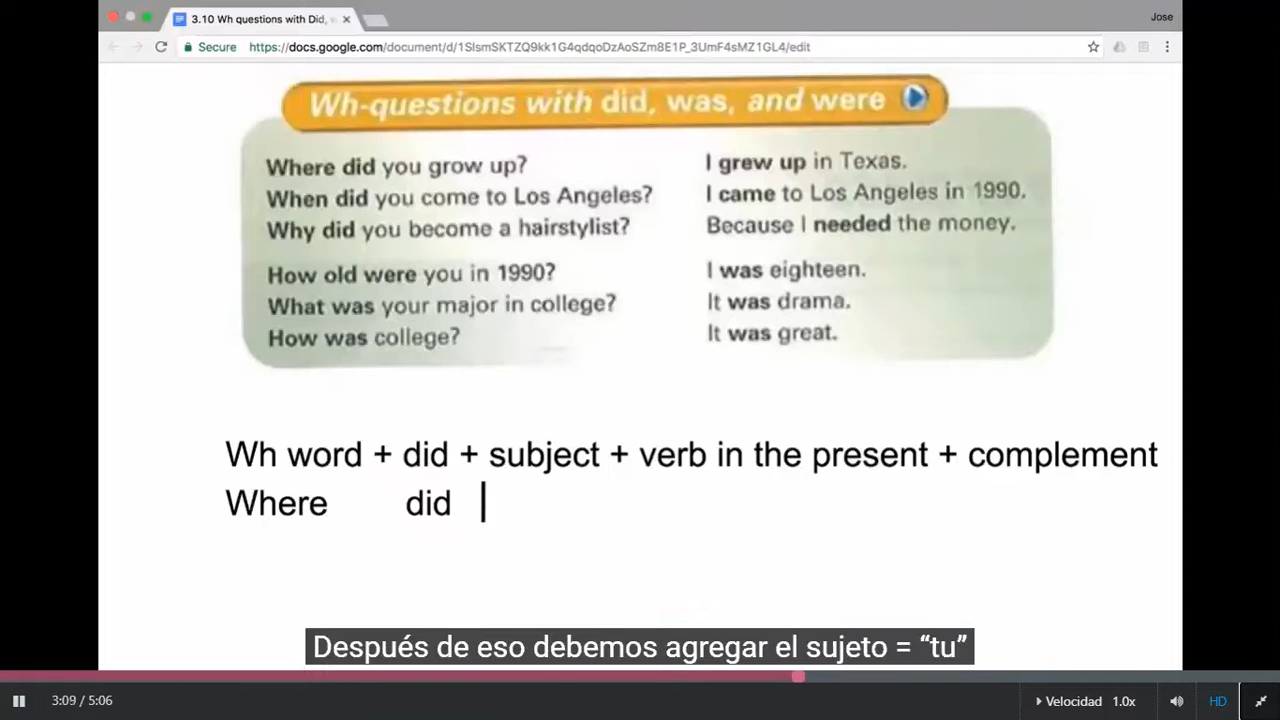 3.10 Wh questions with Did, w
Jose
Secure https://docs.google.com/document/d/1SlsmSKTZQ9kk1G4qdqoDzAoSZm8E1P_3UmF4sMZ1GL4/edit
Wh-questions with did, was, and were
Where did you grow up? I grew up in Texas.
When did you come to Los Angeles? I came to Los Angeles in 1990.
Why did you become a hairstylist? Because I needed the money.
How old were you in 1990? I was eighteen.
What was your major in college? It was drama.
How was college? It was great.
Wh word + did + subject + verb in the present + complement
Where did
Después de eso debemos agregar el sujeto = “tu”
3:09 / 5:06 Velocidad 1.0x HD